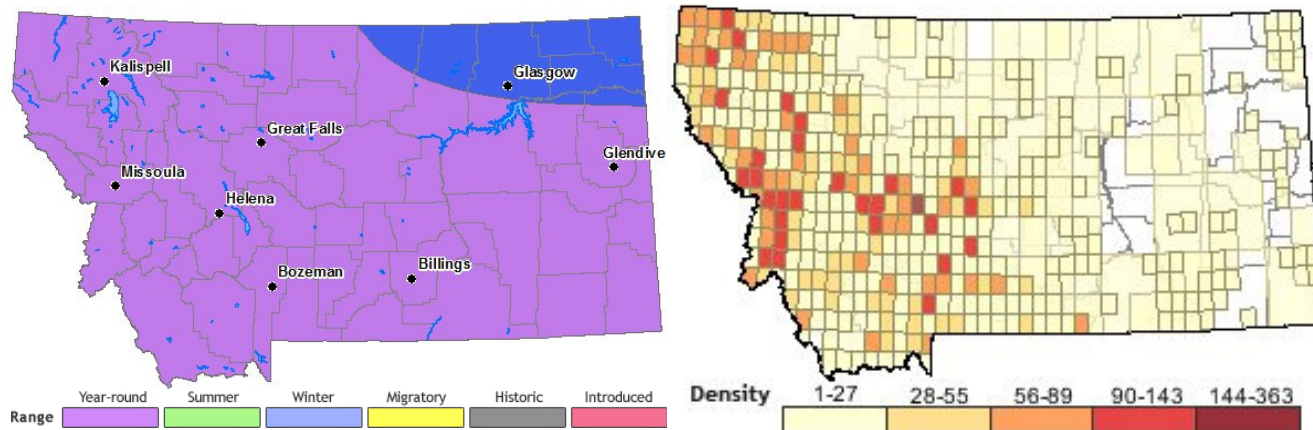 Kalispell
Glasgow
Great Falls
Glendive
Missoula
Helena
Bozeman
Billings
Year-round Summer Winter Migratory Historic Introduced
Range
Density 1-27 28-55 56-89 90-143 144-363